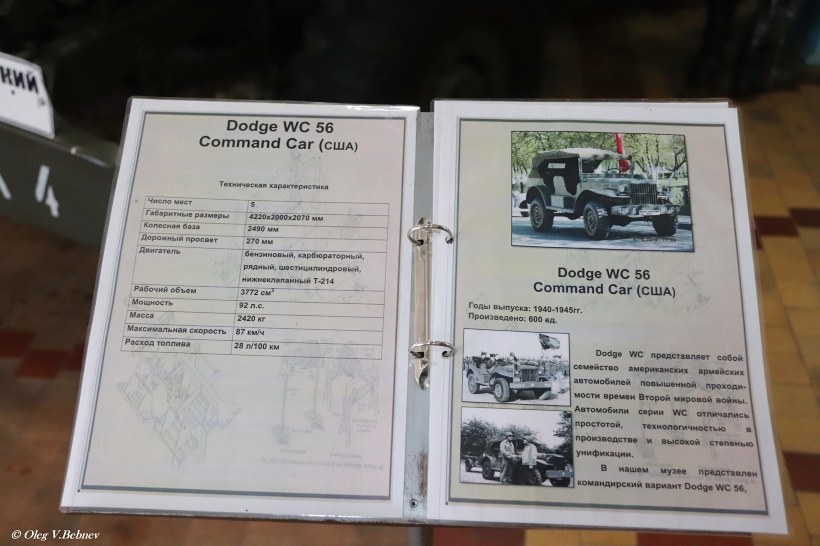 ский
А 4
Dodge WC 56
Command Car (США)
Техническая характеристика
Число мест 5
Габаритные размеры 4220х2000х2070 мм
Колесная база 2490 мм
Дорожный просвет 270 мм
Двигатель бензиновый, карбюраторный,
рядный, шестицилиндровый,
нижнеклапанный Т-214
Рабочий объем 3772 см³
Мощность 92 л.с.
Масса 2420 кг
Максимальная скорость 87 км/ч
Расход топлива 28 л/100 км
Dodge WC 56
Command Car (США)
Годы выпуска: 1940-1945гг.
Произведено: 600 ед.
Dodge WC представляет собой
семейство американских армейских
автомобилей повышенной проходи-
мости времен Второй мировой войны.
Автомобили серии WC отличались
простотой, технологичностью в
производстве и высокой степенью
унификации.
В нашем музее представлен
командирский вариант Dodge WC 56,
© Oleg V.Bebnev